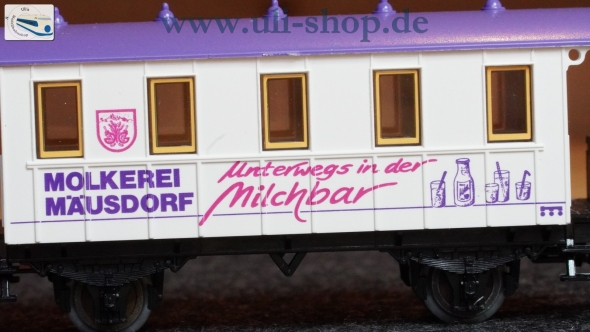 www.uli-shop.de
MOLKEREI
MÄUSDORF
Unterwegs in der
Milchbar